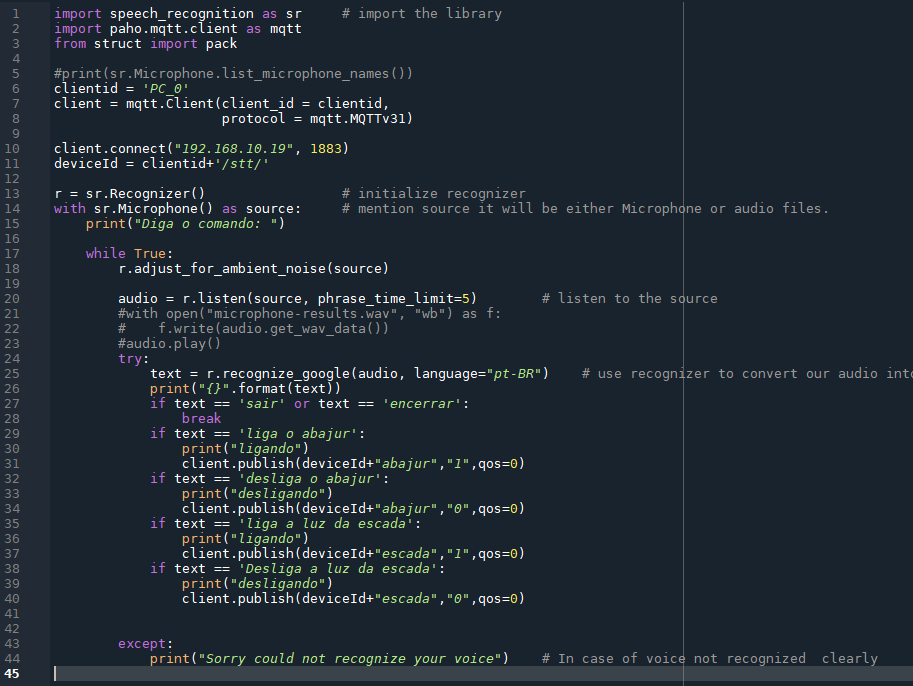 1 import speech_recognition as sr     # import the library
2 import paho.mqtt.client as mqtt
3 from struct import pack
4
5 #print(sr.Microphone.list_microphone_names())
6 clientid = 'PC_0'
7 client = mqtt.Client(client_id = clientid,
8                      protocol = mqtt.MQTTv31)
9
10 client.connect("192.168.10.19", 1883)
11 deviceId = clientid+'/stt/'
12
13 r = sr.Recognizer()                 # initialize recognizer
14 with sr.Microphone() as source:     # mention source it will be either Microphone or audio files.
15     print("Diga o comando: ")
16
17     while True:
18         r.adjust_for_ambient_noise(source)
19
20         audio = r.listen(source, phrase_time_limit=5)        # listen to the source
21         #with open("microphone-results.wav", "wb") as f:
22         #    f.write(audio.get_wav_data())
23         #audio.play()
24         try:
25             text = r.recognize_google(audio, language="pt-BR")    # use recognizer to convert our audio into
26             print("{}".format(text))
27             if text == 'sair' or text == 'encerrar':
28                 break
29             if text == 'liga o abajur':
30                 print("ligando")
31                 client.publish(deviceId+"abajur","1",qos=0)
32             if text == 'desliga o abajur':
33                 print("desligando")
34                 client.publish(deviceId+"abajur","0",qos=0)
35             if text == 'liga a luz da escada':
36                 print("ligando")
37                 client.publish(deviceId+"escada","1",qos=0)
38             if text == 'Desliga a luz da escada':
39                 print("desligando")
40                 client.publish(deviceId+"escada","0",qos=0)
41
42
43         except:
44             print("Sorry could not recognize your voice")    # In case of voice not recognized  clearly
45